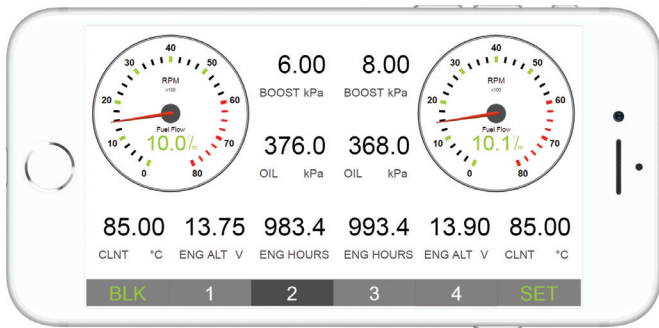 40
30
50
RPM
x100
20
60
Fuel Flow
10
10.0/hr
70
0
80
6.00
8.00
BOOST kPa
BOOST kPa
376.0
368.0
OIL kPa
OIL kPa
40
30
50
RPM
x100
20
60
Fuel Flow
10
10.1/hr
70
0
80
85.00
13.75
983.4
993.4
13.90
85.00
CLNT °C
ENG ALT V
ENG HOURS
ENG HOURS
ENG ALT V
CLNT °C
BLK
1
2
3
4
SET